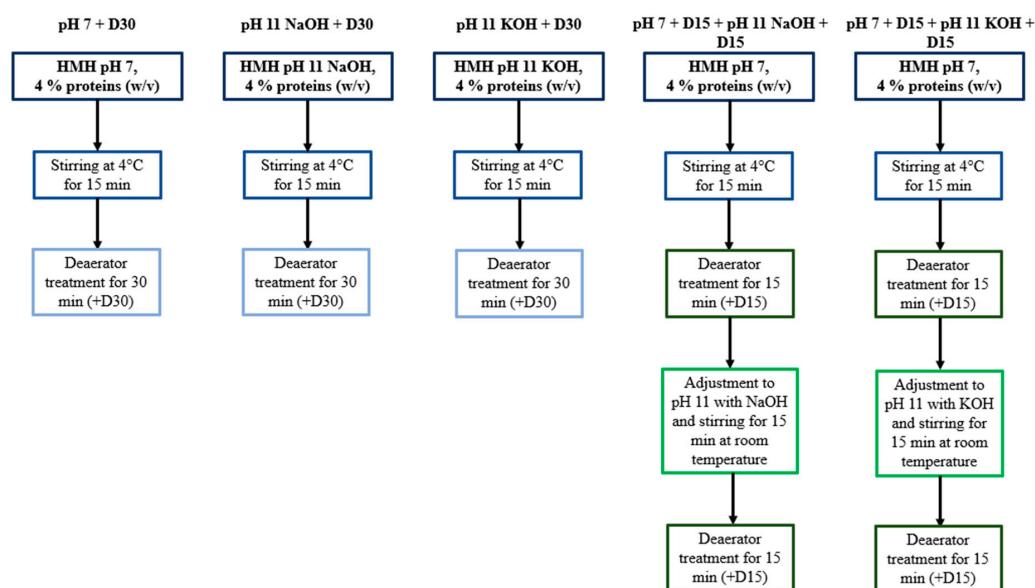 pH 7 + D30
HMH pH 7,
4 % proteins (w/v)
Stirring at 4°C
for 15 min
Deaerator
treatment for 30
min (+D30)
pH 11 NaOH + D30
HMH pH 11 NaOH,
4 % proteins (w/v)
Stirring at 4°C
for 15 min
Deaerator
treatment for 30
min (+D30)
pH 11 KOH + D30
HMH pH 11 KOH,
4 % proteins (w/v)
Stirring at 4°C
for 15 min
Deaerator
treatment for 30
min (+D30)
pH 7 + D15 + pH 11 NaOH +
D15
HMH pH 7,
4 % proteins (w/v)
Stirring at 4°C
for 15 min
Deaerator
treatment for 15
min (+D15)
Adjustment to
pH 11 with NaOH
and stirring for 15
min at room
temperature
Deaerator
treatment for 15
min (+D15)
pH 7 + D15 + pH 11 KOH +
D15
HMH pH 7,
4 % proteins (w/v)
Stirring at 4°C
for 15 min
Deaerator
treatment for 15
min (+D15)
Adjustment to
pH 11 with KOH
and stirring for
15 min at room
temperature
Deaerator
treatment for 15
min (+D15)